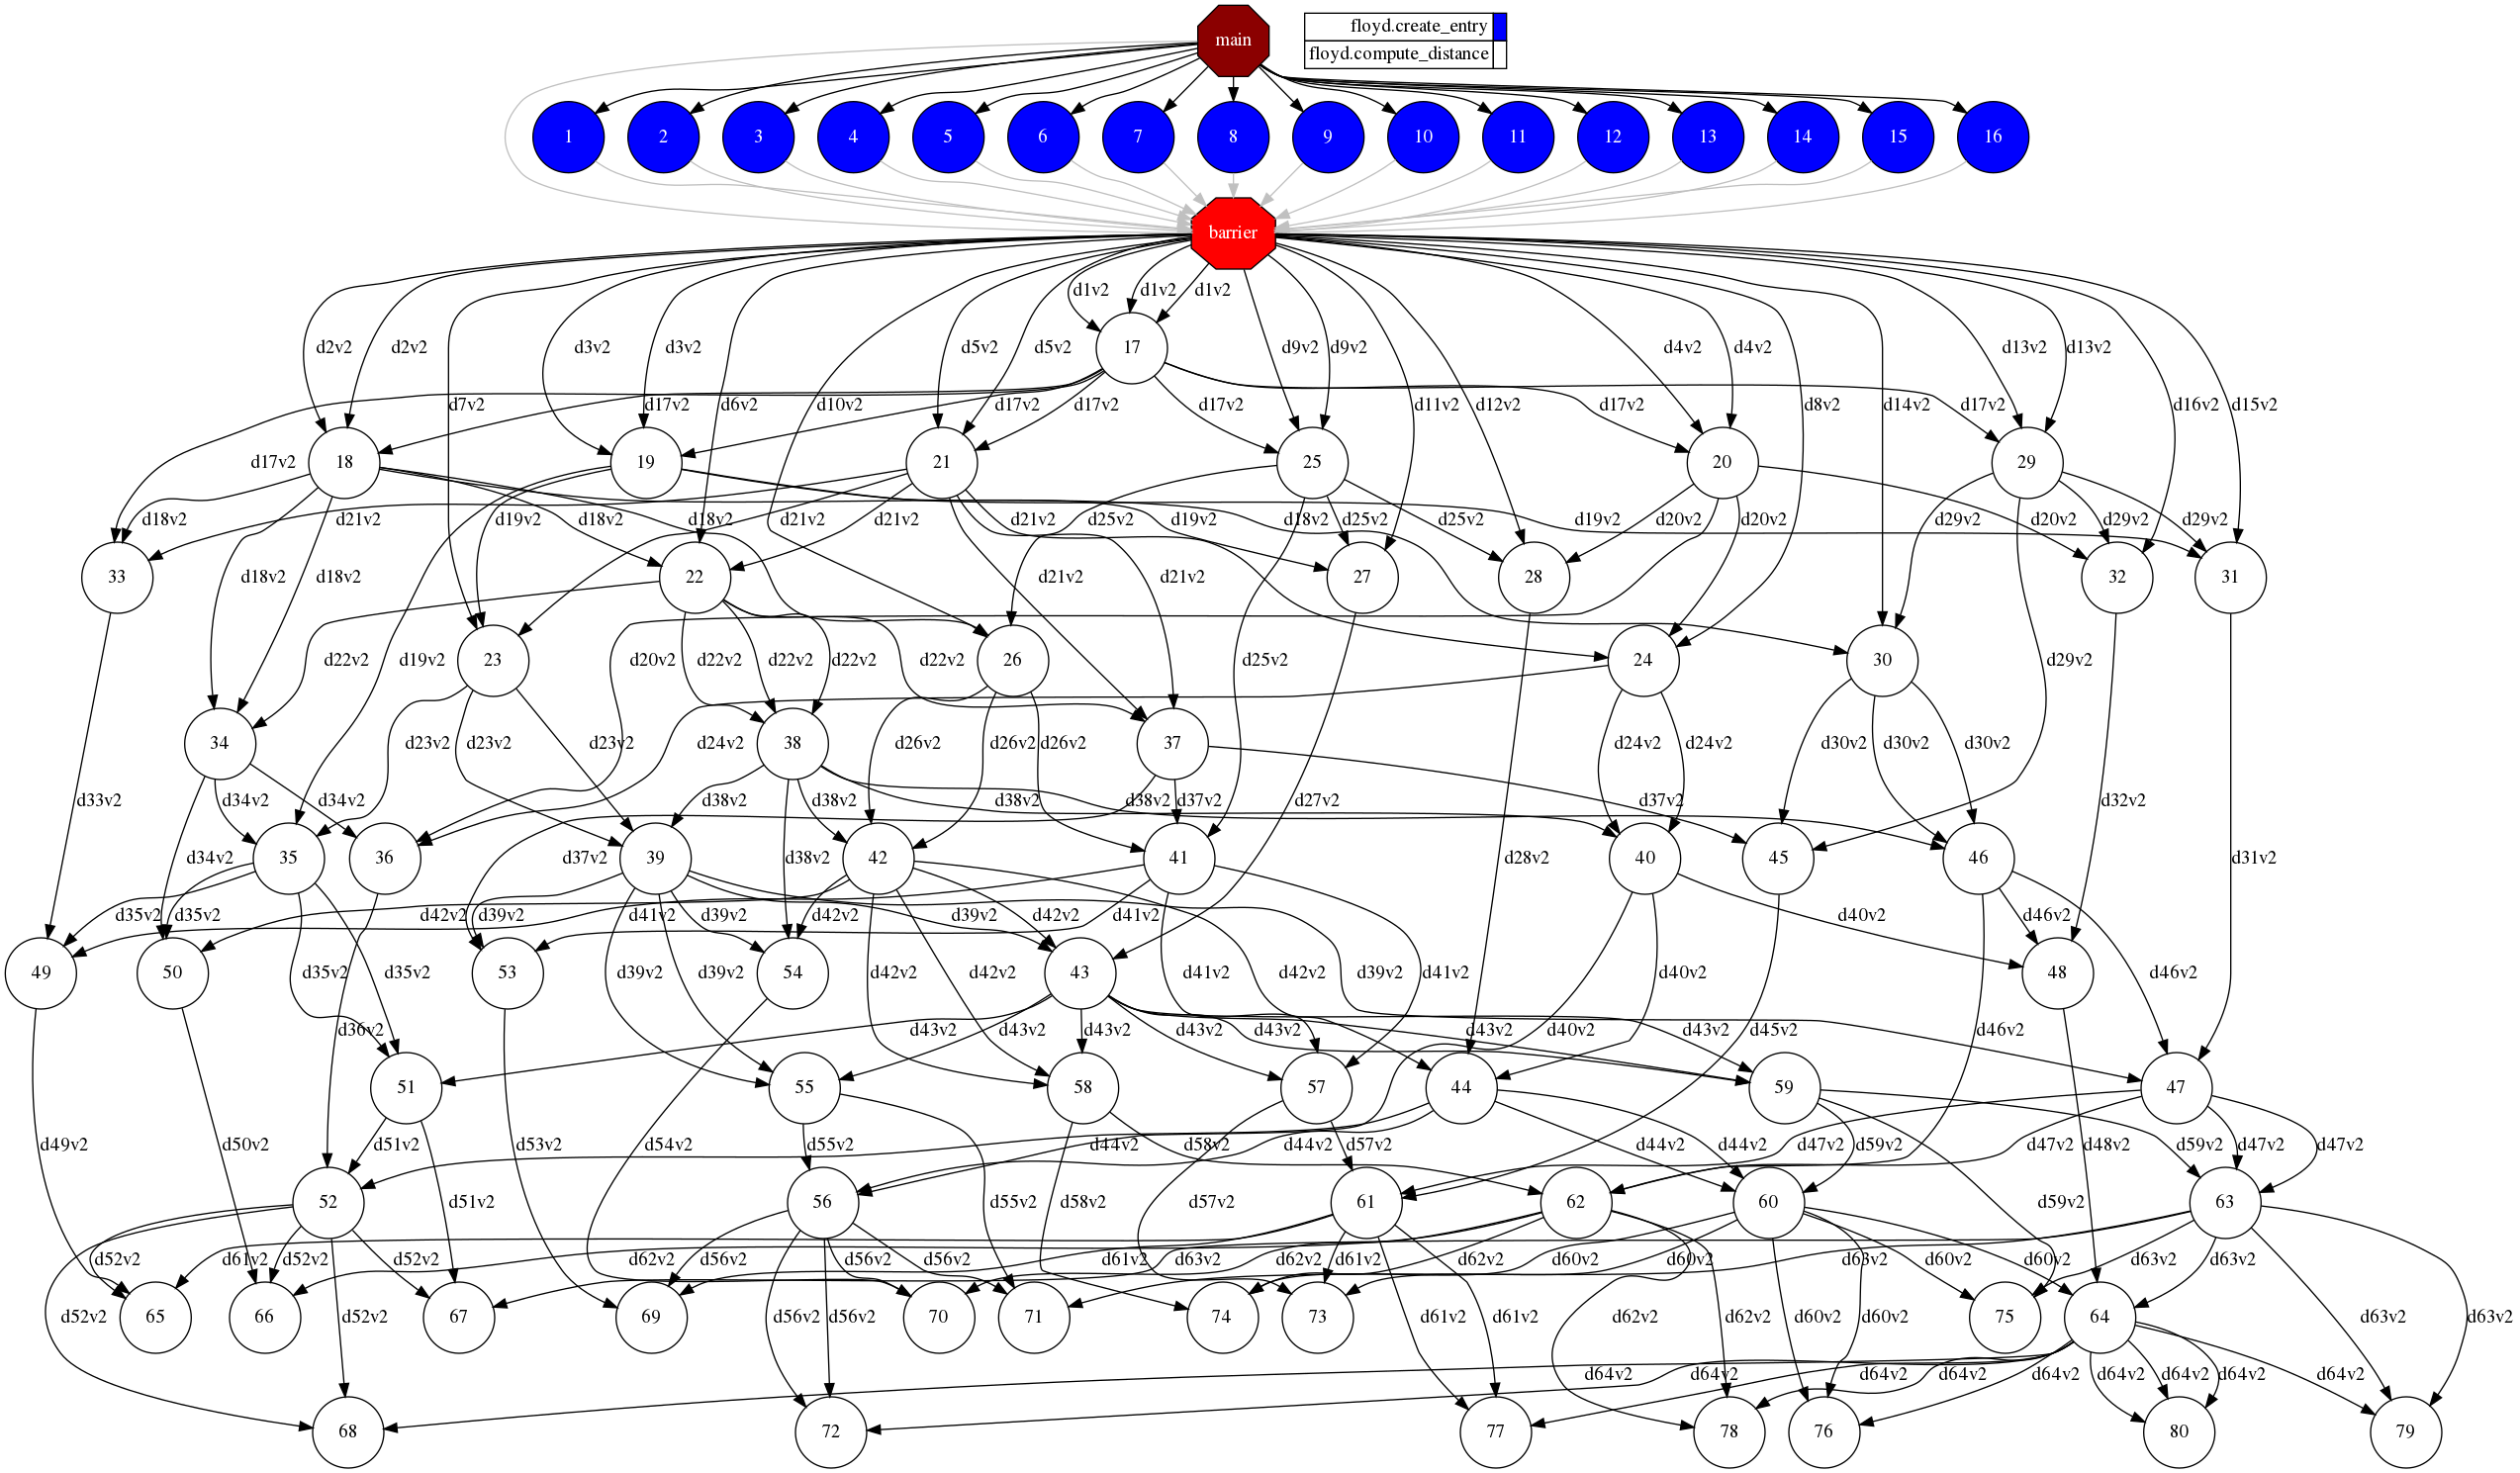 main
floyd.create_entry
floyd.compute_distance
1 2 3 4 5 6 7 8 9 10 11 12 13 14 15 16
barrier
d1v2 d1v2 d1v2
d2v2 d2v2 d3v2 d3v2 d5v2 d5v2 17 d9v2 d9v2 d4v2 d4v2 d13v2 d13v2
d7v2 d17v2 d6v2 d17v2 d10v2 d17v2 d17v2 d11v2 d12v2 d17v2 d8v2 d14v2 d17v2 d16v2 d15v2
d17v2 18 19 21 25 20 29
d18v2 d21v2 d19v2 d18v2 d18v2 d21v2 d21v2 d21v2 d25v2 d19v2 d18v2 d25v2 d25v2 d19v2 d20v2 d20v2 d29v2 d20v2 d29v2 d29v2
33 d18v2 d18v2 22 d21v2 d21v2 27 28 32 31
d22v2 d19v2 23 d20v2 d22v2 d22v2 d22v2 d22v2 26 d25v2 24 30 d29v2
34 d23v2 d23v2 d23v2 d24v2 38 d26v2 d26v2 d26v2 37 d24v2 d24v2 d30v2 d30v2 d30v2
d33v2 d34v2 d34v2 d38v2 d38v2 d38v2 d38v2 d37v2 d27v2 d37v2 d32v2
d34v2 35 36 d37v2 39 d38v2 42 41 d28v2 40 45 46 d31v2
d35v2 d35v2 d42v2 d39v2 d41v2 d39v2 d42v2 d39v2 d42v2 d41v2 d40v2 d46v2
49 50 d35v2 d35v2 53 d39v2 d39v2 54 d42v2 d42v2 43 d41v2 d42v2 d39v2 d41v2 d40v2 48 d46v2
d36v2 d43v2 d43v2 d43v2 d43v2 d43v2 d43v2 d40v2 d43v2 d45v2 d46v2
51 55 58 57 44 59 47
d49v2 d50v2 d51v2 d53v2 d54v2 d55v2 d44v2 d58v2 d57v2 d44v2 d44v2 d44v2 d47v2 d59v2 d47v2 d48v2 d59v2 d47v2 d47v2
52 d51v2 56 d55v2 d58v2 d57v2 61 62 60 d59v2 63
d52v2 d61v2 d52v2 d62v2 d52v2 d56v2 d61v2 d56v2 d63v2 d56v2 d62v2 d61v2 d62v2 d60v2 d60v2 d63v2 d60v2 d60v2 d63v2 d63v2
d52v2 65 66 d52v2 67 69 d56v2 d56v2 70 71 74 73 d61v2 d61v2 d62v2 d62v2 d60v2 d60v2 75 64 d63v2 d63v2
d64v2 d64v2 d64v2 d64v2 d64v2 d64v2 d64v2 d64v2 d64v2
68 72 77 78 76 80 79